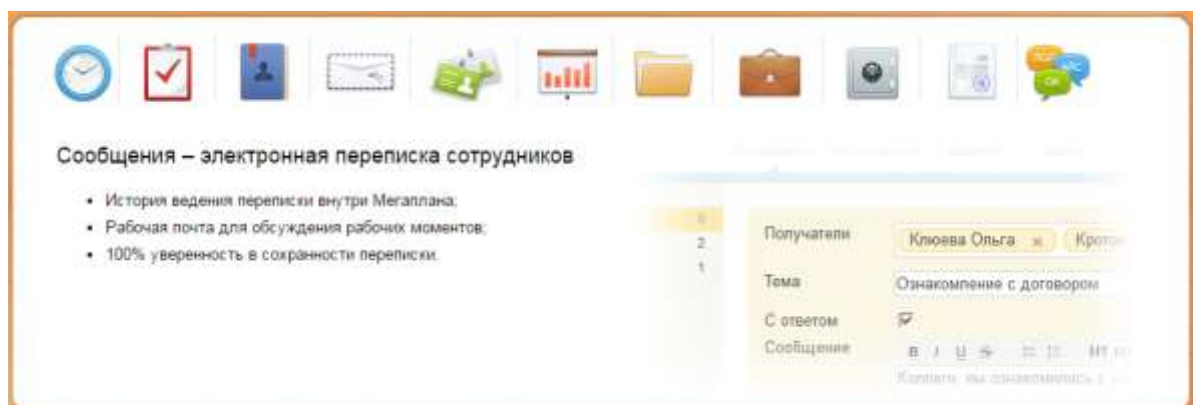 Сообщения – электронная переписка сотрудников
История ведения переписки внутри Мегаплана;
Рабочая почта для обсуждения рабочих моментов;
100% уверенность в сохранности переписки.
2
1
Получатели
Клюева Ольга ×
Тема
Ознакомление с договором
С ответом
Сообщение
B I U S